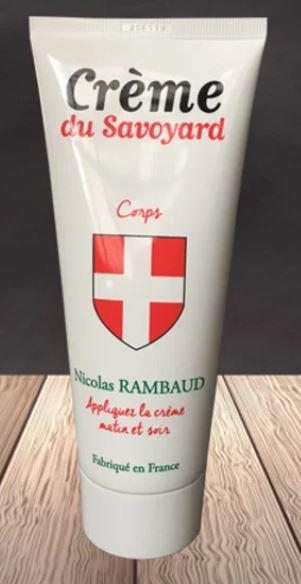 Crème
du Savoyard
Corps
Nicolas RAMBAUD
Appliquez la crème
matin et soir
Fabriqué en France